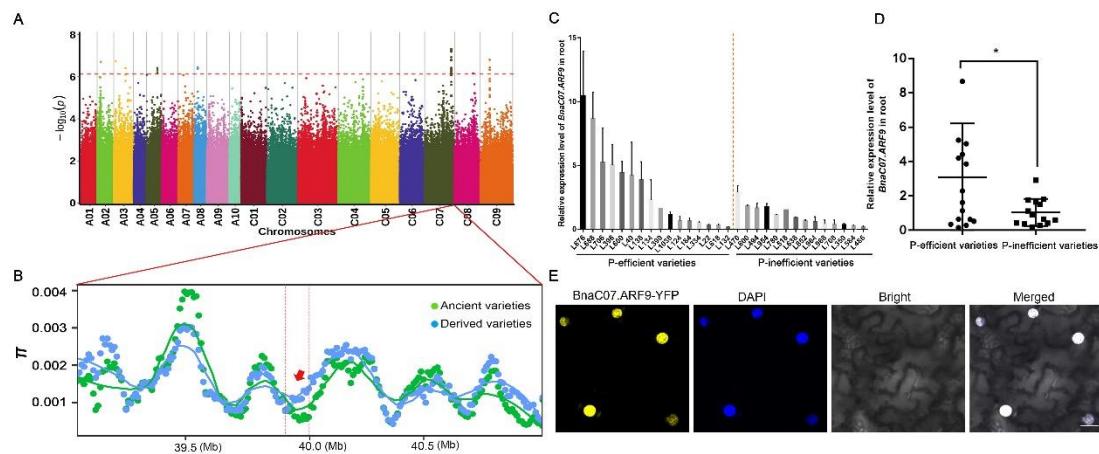 A
8
6
4
2
0
− log₁₀(p)
A01 A02 A03 A04 A05 A06 A07 A08 A09 A10 C01 C02 C03 C04 C05 C06 C07 C08 C09
Chromosomes
B
0.004
0.003
0.002
0.001
π
Ancient varieties
Derived varieties
39.5 (Mb) 40.0 (Mb) 40.5 (Mb)
C
15
10
5
0
Relative expression level of BnaC07.ARF9 in root
P-efficient varieties P-inefficient varieties
D
10
8
6
4
2
0
Relative expression level of
BnaC07.ARF9 in root
*
P-efficient varieties P-inefficient varieties
E
BnaC07.ARF9-YFP DAPI Bright Merged